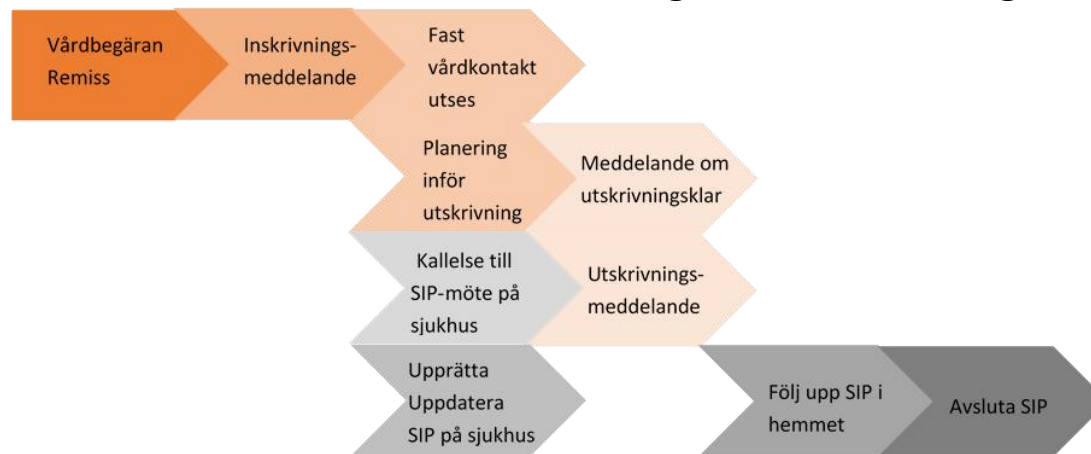 Vårdbegäran
Remiss
Inskrivnings-
meddelande
Fast
vårdkontakt
utses
Planering
inför
utskrivning
Meddelande om
utskrivningsklar
Kallelse till
SIP-möte på
sjukhus
Utskrivnings-
meddelande
Upprätta
Uppdatera
SIP på sjukhus
Följ upp SIP i
hemmet
Avsluta SIP